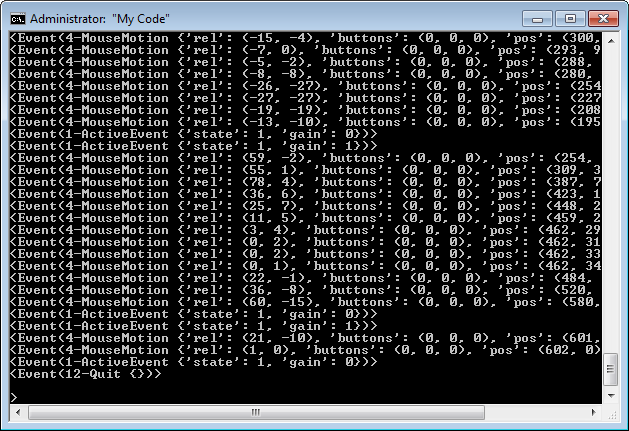 Administrator: "My Code"
<Event(4-MouseMotion {'rel': (-15, -4), 'buttons': (0, 0, 0), 'pos': (300,
<Event(4-MouseMotion {'rel': (-7, 0), 'buttons': (0, 0, 0), 'pos': (293, 9
<Event(4-MouseMotion {'rel': (-5, -2), 'buttons': (0, 0, 0), 'pos': (288,
<Event(4-MouseMotion {'rel': (-8, -8), 'buttons': (0, 0, 0), 'pos': (280,
<Event(4-MouseMotion {'rel': (-26, -27), 'buttons': (0, 0, 0), 'pos': (254
<Event(4-MouseMotion {'rel': (-27, -27), 'buttons': (0, 0, 0), 'pos': (227
<Event(4-MouseMotion {'rel': (-19, -19), 'buttons': (0, 0, 0), 'pos': (208
<Event(4-MouseMotion {'rel': (-13, -10), 'buttons': (0, 0, 0), 'pos': (195
<Event(1-ActiveEvent {'state': 1, 'gain': 0})>
<Event(1-ActiveEvent {'state': 1, 'gain': 1})>
<Event(4-MouseMotion {'rel': (59, -2), 'buttons': (0, 0, 0), 'pos': (254,
<Event(4-MouseMotion {'rel': (55, 1), 'buttons': (0, 0, 0), 'pos': (309, 3
<Event(4-MouseMotion {'rel': (78, 4), 'buttons': (0, 0, 0), 'pos': (387, 7
<Event(4-MouseMotion {'rel': (36, 6), 'buttons': (0, 0, 0), 'pos': (423, 1
<Event(4-MouseMotion {'rel': (25, 7), 'buttons': (0, 0, 0), 'pos': (448, 2
<Event(4-MouseMotion {'rel': (11, 5), 'buttons': (0, 0, 0), 'pos': (459, 2
<Event(4-MouseMotion {'rel': (3, 4), 'buttons': (0, 0, 0), 'pos': (462, 29
<Event(4-MouseMotion {'rel': (0, 2), 'buttons': (0, 0, 0), 'pos': (462, 31
<Event(4-MouseMotion {'rel': (0, 2), 'buttons': (0, 0, 0), 'pos': (462, 33
<Event(4-MouseMotion {'rel': (0, 1), 'buttons': (0, 0, 0), 'pos': (462, 34
<Event(4-MouseMotion {'rel': (22, -1), 'buttons': (0, 0, 0), 'pos': (484,
<Event(4-MouseMotion {'rel': (36, -8), 'buttons': (0, 0, 0), 'pos': (520,
<Event(4-MouseMotion {'rel': (60, -15), 'buttons': (0, 0, 0), 'pos': (580,
<Event(1-ActiveEvent {'state': 1, 'gain': 0})>
<Event(1-ActiveEvent {'state': 1, 'gain': 1})>
<Event(4-MouseMotion {'rel': (21, -10), 'buttons': (0, 0, 0), 'pos': (601,
<Event(4-MouseMotion {'rel': (1, 0), 'buttons': (0, 0, 0), 'pos': (602, 0)
<Event(1-ActiveEvent {'state': 1, 'gain': 0})>
<Event(12-Quit {})>
>